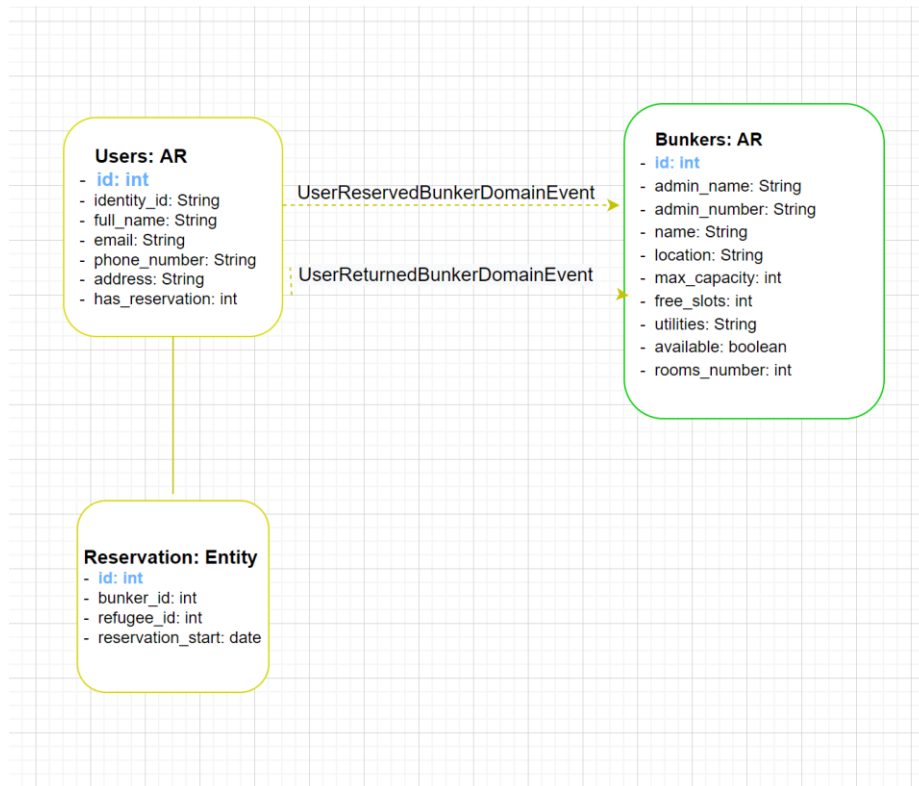 Users: AR
- id: int
- identity_id: String
- full_name: String
- email: String
- phone_number: String
- address: String
- has_reservation: int
UserReservedBunkerDomainEvent
UserReturnedBunkerDomainEvent
Bunkers: AR
- id: int
- admin_name: String
- admin_number: String
- name: String
- location: String
- max_capacity: int
- free_slots: int
- utilities: String
- available: boolean
- rooms_number: int
Reservation: Entity
- id: int
- bunker_id: int
- refugee_id: int
- reservation_start: date